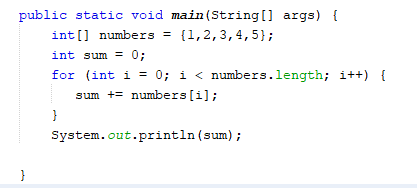 public static void main(String[] args) {
    int[] numbers = {1,2,3,4,5};
    int sum = 0;
    for (int i = 0; i < numbers.length; i++) {
       sum += numbers[i];
    }
    System.out.println(sum);
}